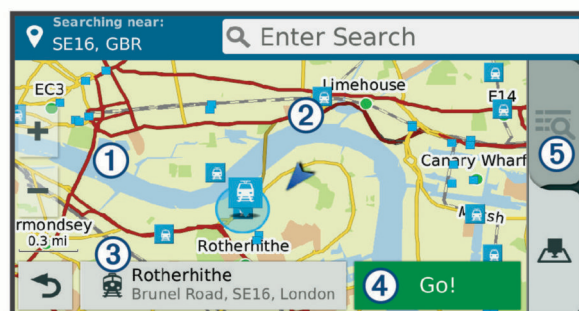 Searching near:
SE16, GBR
Enter Search
EC3
Limehouse
E14
+
2
1
5
Canary Wharf
−
rmondsey
0.3 mi
Rotherhithe
3
Rotherhithe
Brunel Road, SE16, London
4
Go!